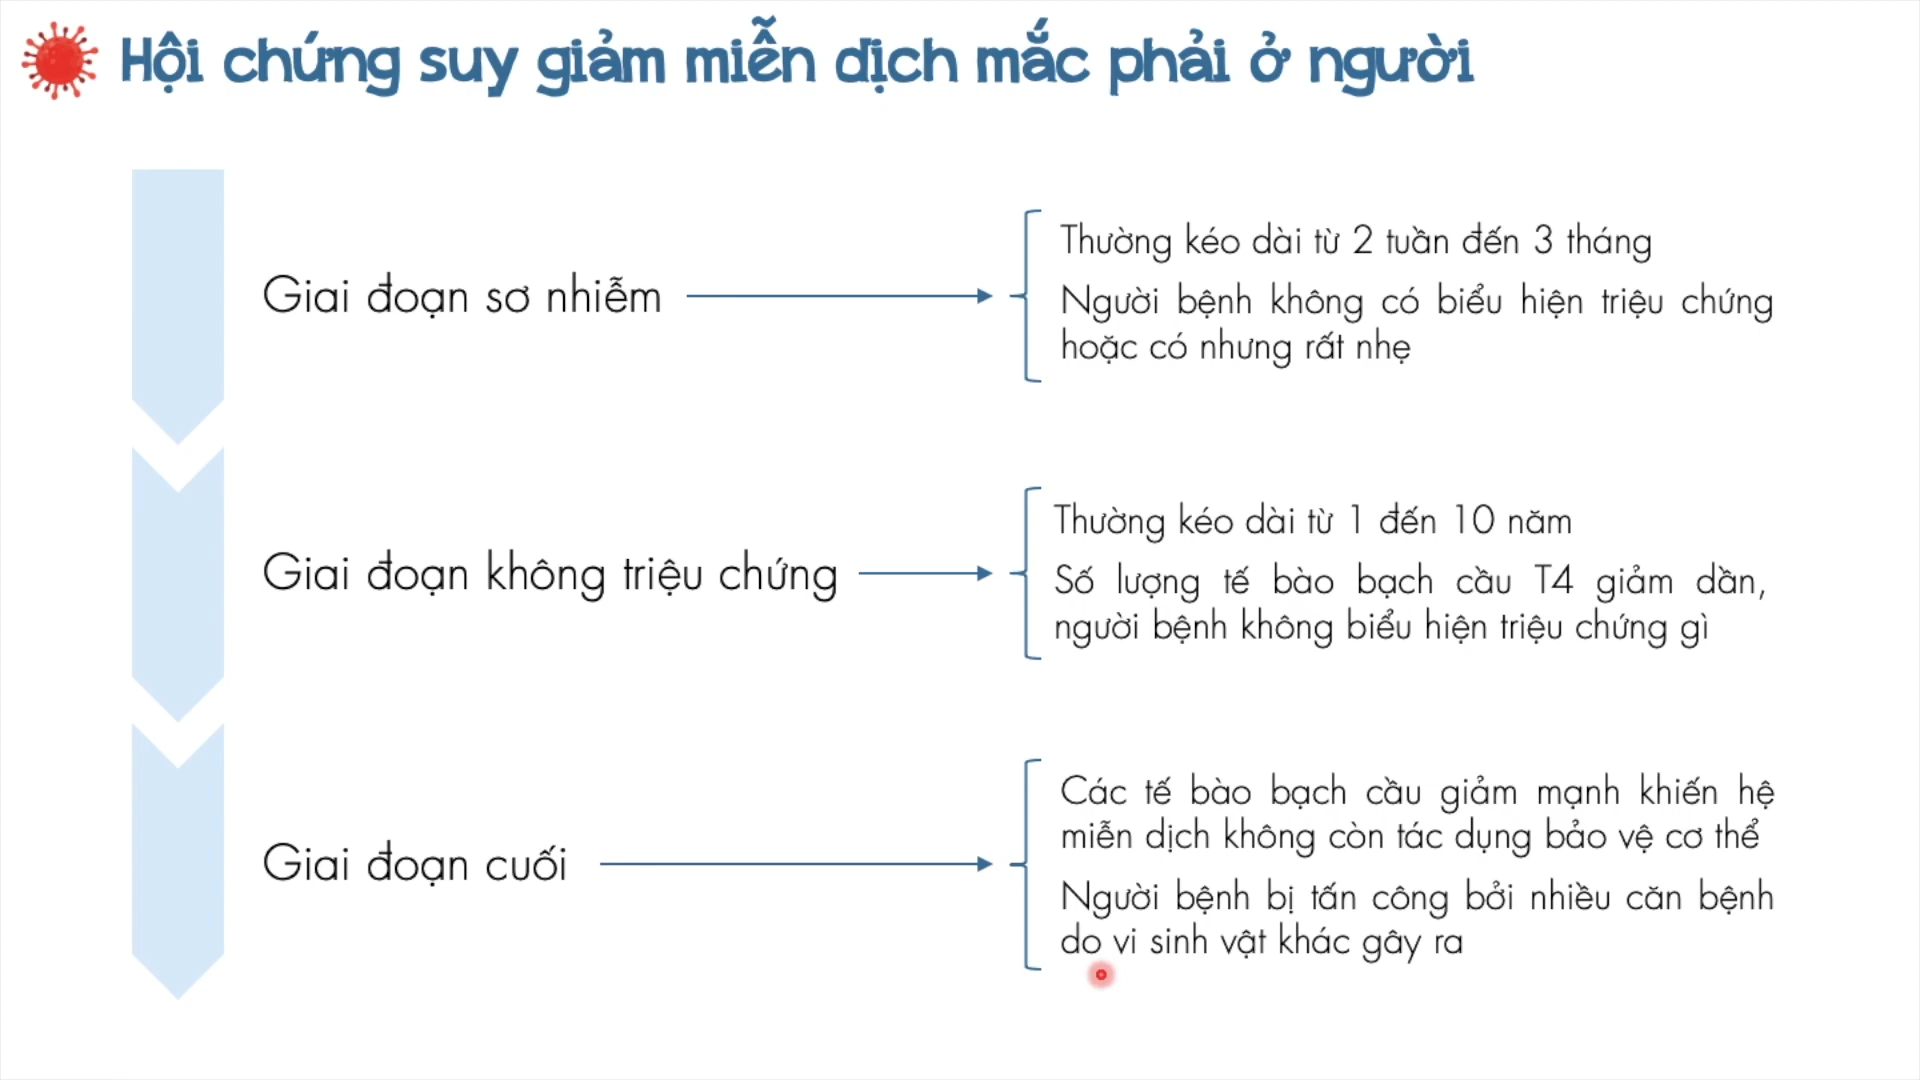 Hội chứng suy giảm miễn dịch mắc phải ở người
Giai đoạn sơ nhiễm
Thường kéo dài từ 2 tuần đến 3 tháng
Người bệnh không có biểu hiện triệu chứng
hoặc có nhưng rất nhẹ
Giai đoạn không triệu chứng
Thường kéo dài từ 1 đến 10 năm
Số lượng tế bào bạch cầu T4 giảm dần,
người bệnh không biểu hiện triệu chứng gì
Giai đoạn cuối
Các tế bào bạch cầu giảm mạnh khiến hệ
miễn dịch không còn tác dụng bảo vệ cơ thể
Người bệnh bị tấn công bởi nhiều căn bệnh
do vi sinh vật khác gây ra